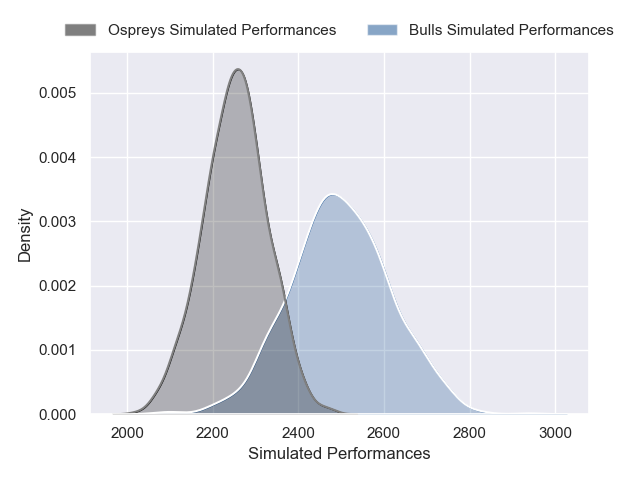 Ospreys Simulated Performances Bulls Simulated Performances
0.005
0.004
0.003
0.002
0.001
0.000
Density
2000 2200 2400 2600 2800 3000
Simulated Performances